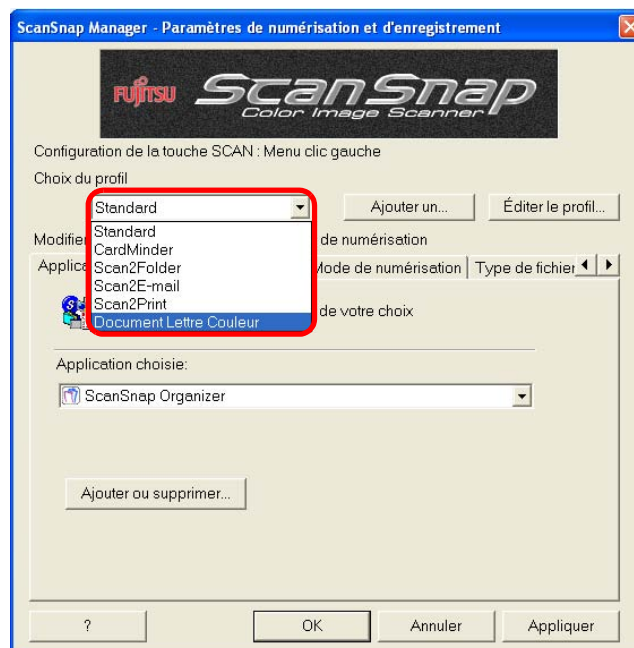 ScanSnap Manager - Paramètres de numérisation et d'enregistrement
FUJITSU ScanSnap
Color Image Scanner
Configuration de la touche SCAN : Menu clic gauche
Choix du profil
Standard Ajouter un... Éditer le profil...
Standard
Modifier de numérisation
CardMinder
Applica Mode de numérisation Type de fichier
Scan2Folder
Scan2E-mail
Scan2Print de votre choix
Document Lettre Couleur
Application choisie:
ScanSnap Organizer
Ajouter ou supprimer...
? OK Annuler Appliquer